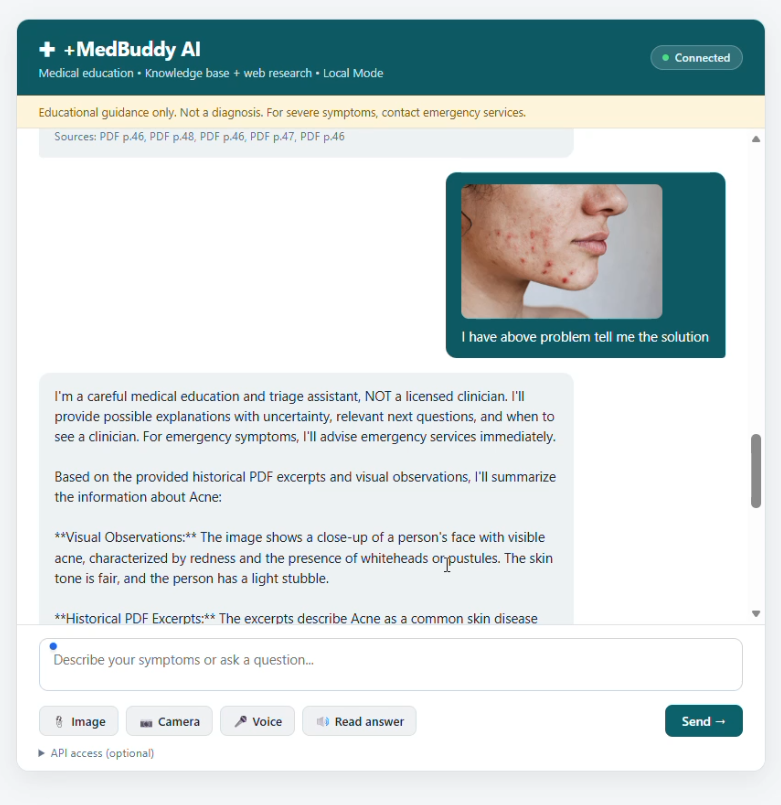 +MedBuddy AI
Medical education • Knowledge base + web research • Local Mode
Connected
Educational guidance only. Not a diagnosis. For severe symptoms, contact emergency services.
Sources: PDF p.46, PDF p.48, PDF p.46, PDF p.47, PDF p.46
I have above problem tell me the solution
I'm a careful medical education and triage assistant, NOT a licensed clinician. I'll
provide possible explanations with uncertainty, relevant next questions, and when to
see a clinician. For emergency symptoms, I'll advise emergency services immediately.
Based on the provided historical PDF excerpts and visual observations, I'll summarize
the information about Acne:
**Visual Observations:** The image shows a close-up of a person's face with visible
acne, characterized by redness and the presence of whiteheads or pustules. The skin
tone is fair, and the person has a light stubble.
**Historical PDF Excerpts:** The excerpts describe Acne as a common skin disease
Describe your symptoms or ask a question...
Image
Camera
Voice
Read answer
Send →
API access (optional)